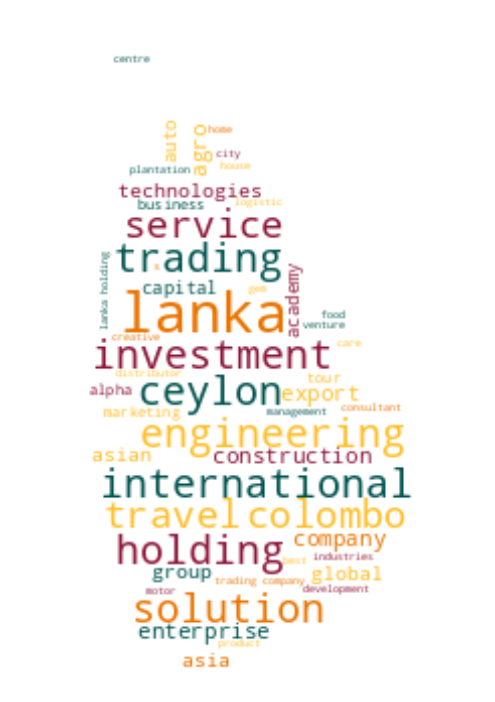 centre
auto
agro
home
city
plantation
house
technologies
business
logistic
service
trading
lanka holding
capital
gem
academy
lanka
food
venture
creative
care
investment
distributor
tour
alpha
ceylon
export
marketing
management
consultant
engineering
asian
construction
international
travel
colombo
holding
company
industries
best
group
global
trading company
motor
development
solution
enterprise
product
asia